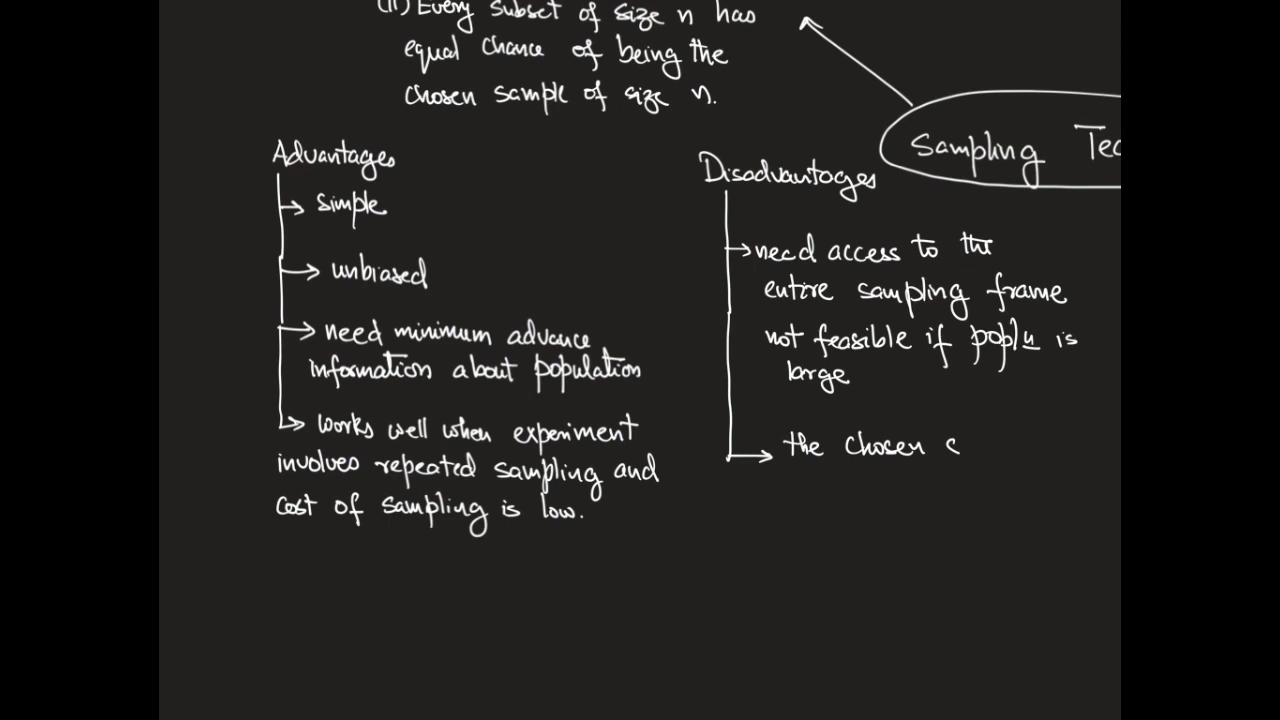 (ii) Every subset of size n has
equal chance of being the
chosen sample of size n.
Sampling Tec
Advantages
simple
unbiased
need minimum advance
information about population
works well when experiment
involves repeated sampling and
cost of sampling is low.
Disadvantages
need access to the
entire sampling frame
not feasible if popln is
large
the chosen s